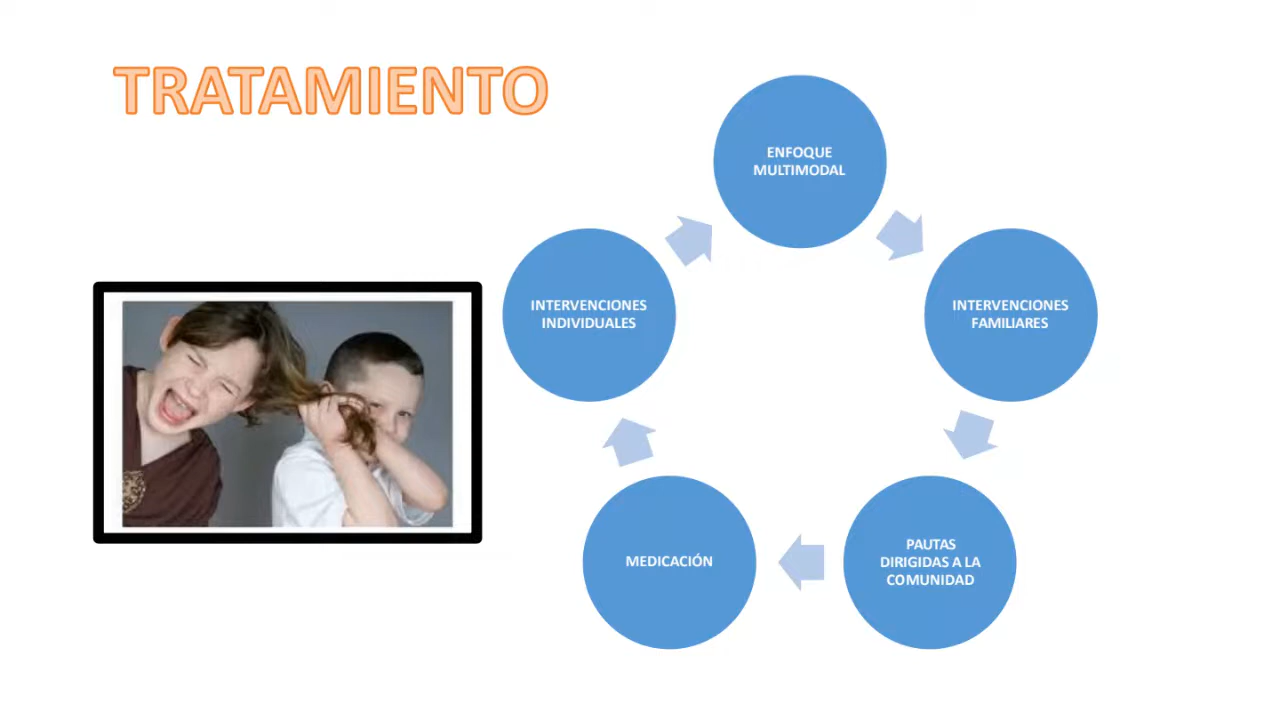 TRATAMIENTO
ENFOQUE
MULTIMODAL
INTERVENCIONES
FAMILIARES
PAUTAS
DIRIGIDAS A LA
COMUNIDAD
MEDICACIÓN
INTERVENCIONES
INDIVIDUALES